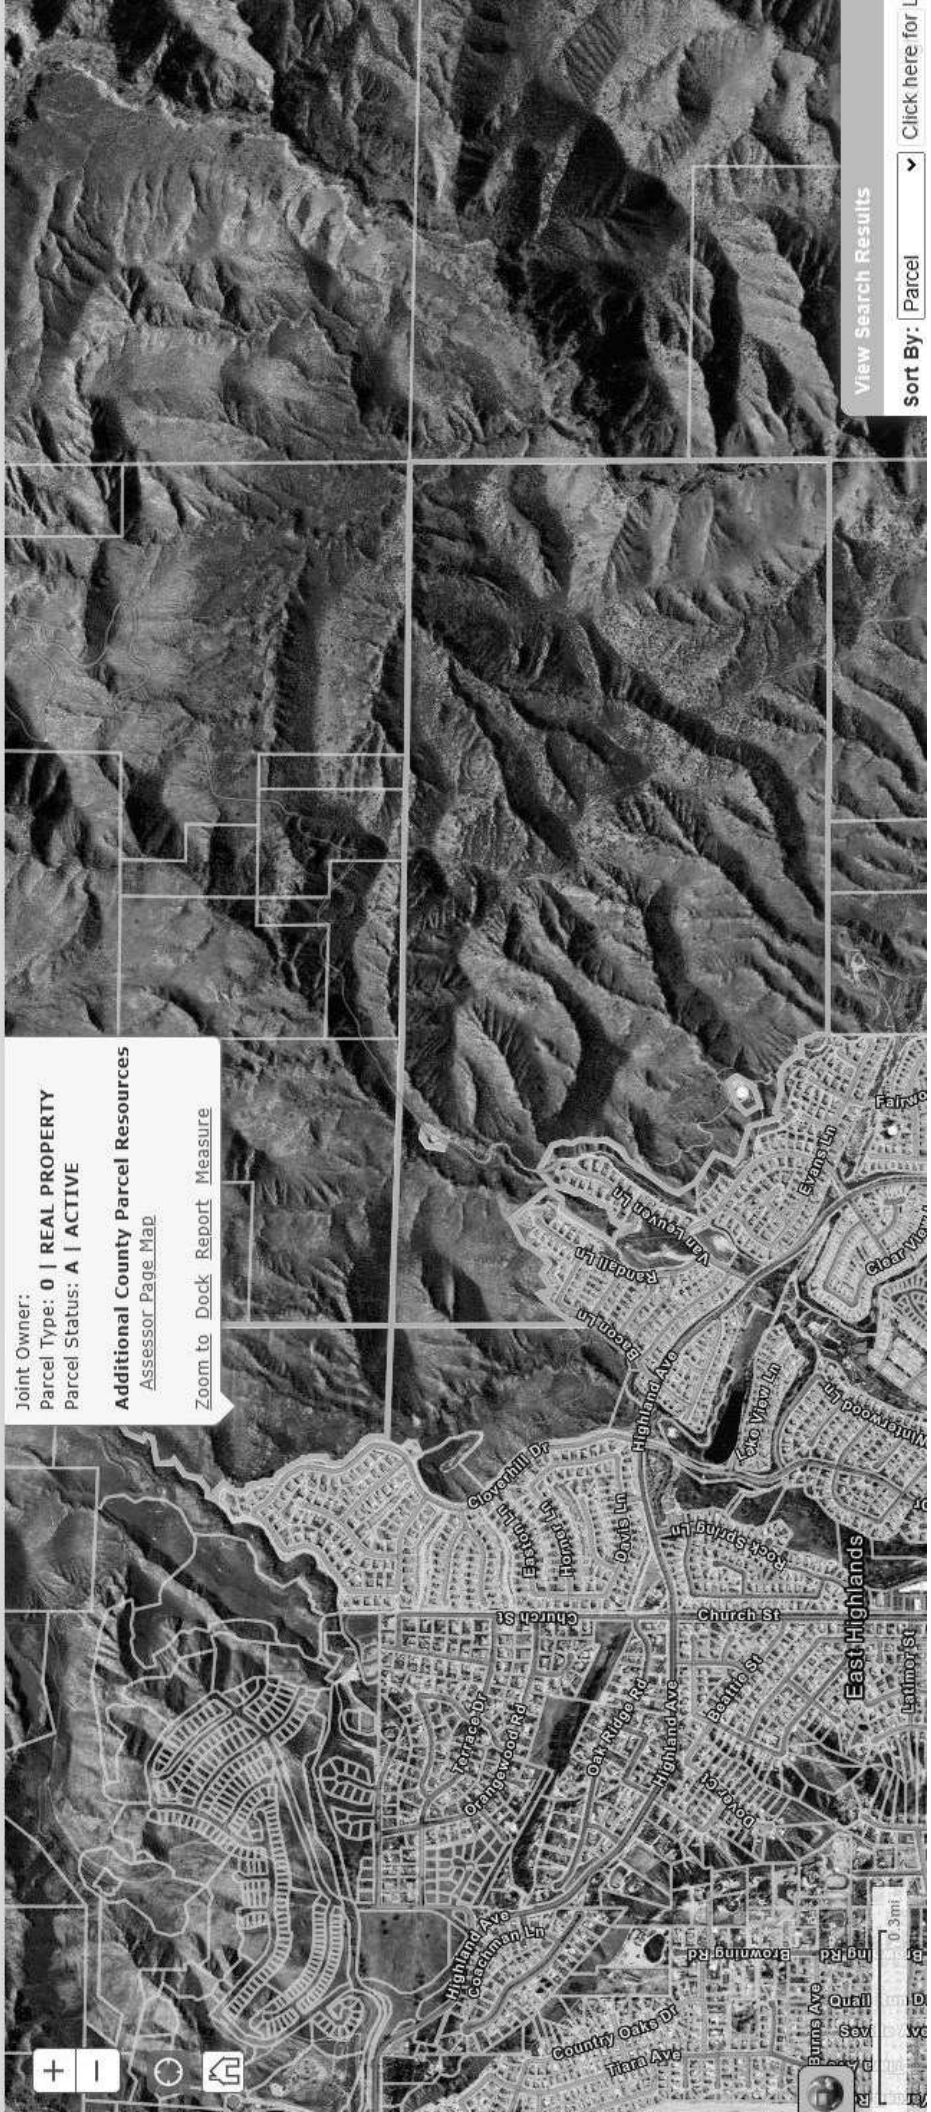 Joint Owner:
Parcel Type: 0 | REAL PROPERTY
Parcel Status: A | ACTIVE
Additional County Parcel Resources
Assessor Page Map
Zoom to Dock Report Measure
+
−
View Search Results
Sort By: Parcel
Click here for L
Cloverhill Dr
Easton Ln
Horner Ln
Davis Ln
Church St
Church St
Terrace Dr
Orangewood Rd
Oak Ridge Rd
Highland Ave
Highland Ave
Coachman Ln
Country Oaks Dr
Tiara Ave
Highland Ave
Bacon Ln
Randall Ln
Van Leuven Ln
Evans Ln
Fairwo
Clear View L
Lake View Ln
Winterwood Ln
Rock Spring Ln
East Highlands
Beattie St
Dover Ct
Latimor St
Browning Rd
Burns Ave
0.3mi